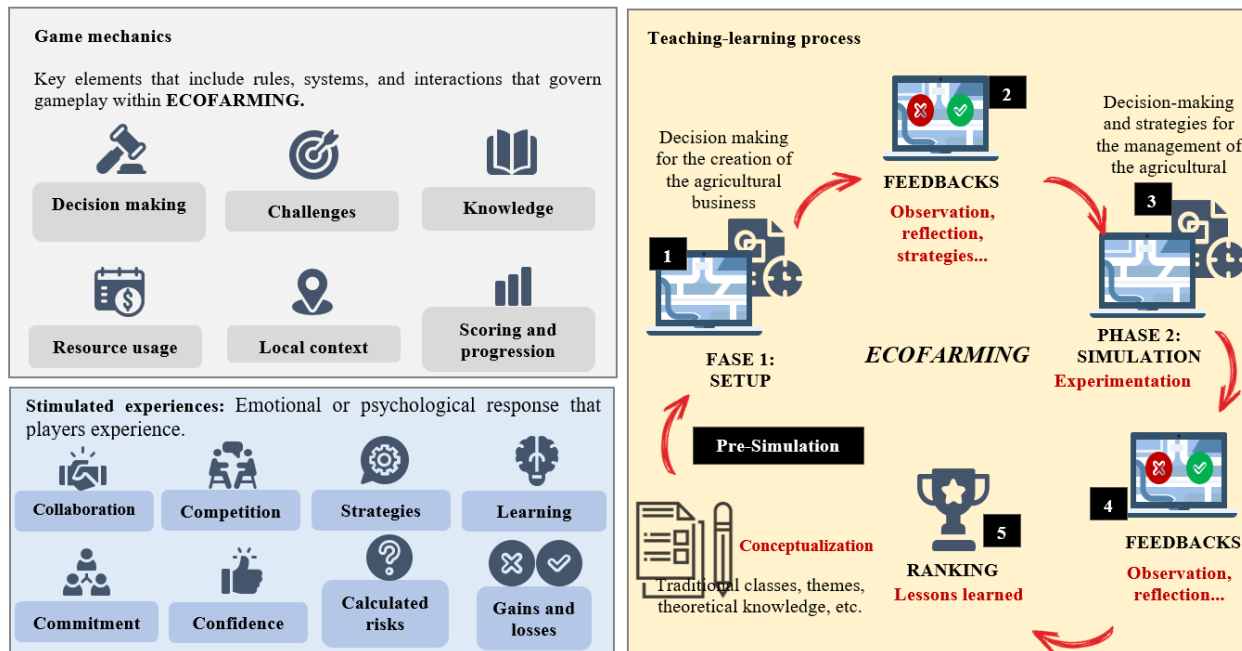 Game mechanics
Key elements that include rules, systems, and interactions that govern
gameplay within ECOFARMING.
Decision making
Challenges
Knowledge
Resource usage
Local context
Scoring and
progression
Stimulated experiences: Emotional or psychological response that
players experience.
Collaboration
Competition
Strategies
Learning
Commitment
Confidence
Calculated
risks
Gains and
losses
Teaching-learning process
Decision making
for the creation of
the agricultural
business
1
FASE 1:
SETUP
2
FEEDBACKS
Observation,
reflection,
strategies...
Decision-making
and strategies for
the management of
the agricultural
3
PHASE 2:
SIMULATION
Experimentation
ECOFARMING
Pre-Simulation
Conceptualization
Traditional classes, themes,
theoretical knowledge, etc.
4
FEEDBACKS
Observation,
reflection...
5
RANKING
Lessons learned